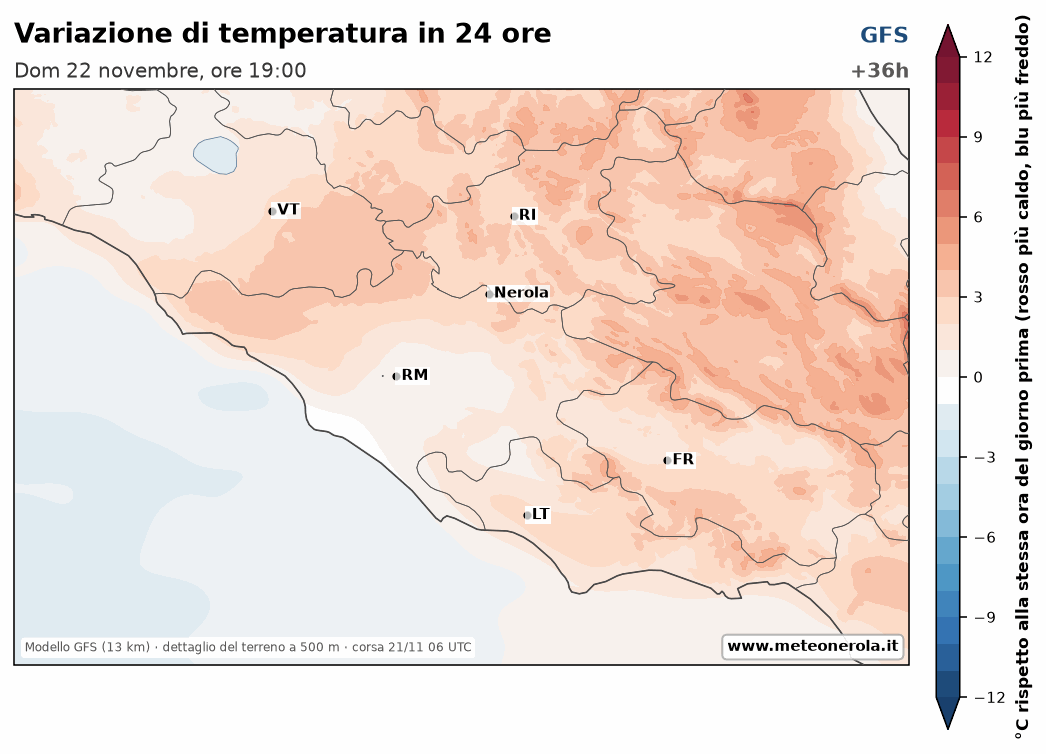 Variazione di temperatura in 24 ore
GFS
Dom 22 novembre, ore 19:00
+36h
VT
RI
Nerola
RM
FR
LT
Modello GFS (13 km) · dettaglio del terreno a 500 m · corsa 21/11 06 UTC
www.meteonerola.it
12
9
6
3
0
−3
−6
−9
−12
°C rispetto alla stessa ora del giorno prima (rosso più caldo, blu più freddo)